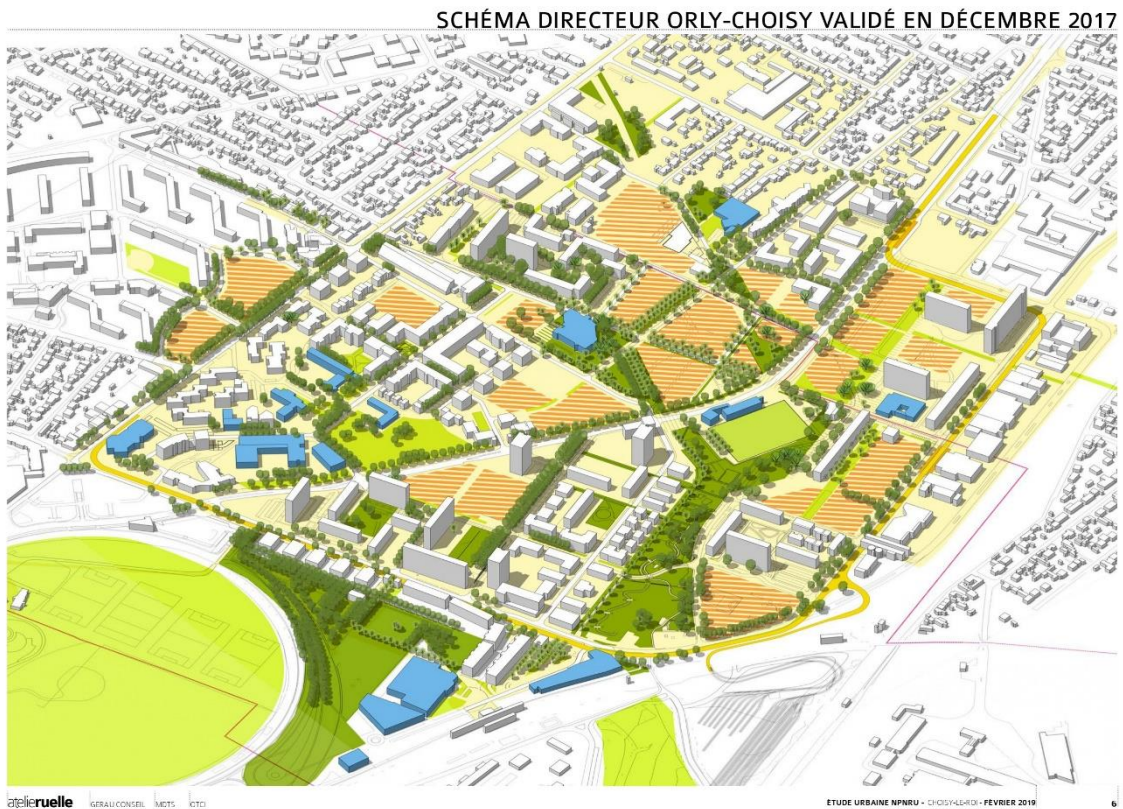 SCHÉMA DIRECTEUR ORLY-CHOISY VALIDÉ EN DÉCEMBRE 2017
atelierruelle GERAU CONSEIL MOTS OTCI
ÉTUDE URBAINE NPNRU - CHOISY-LE-ROI - FÉVRIER 2019
6